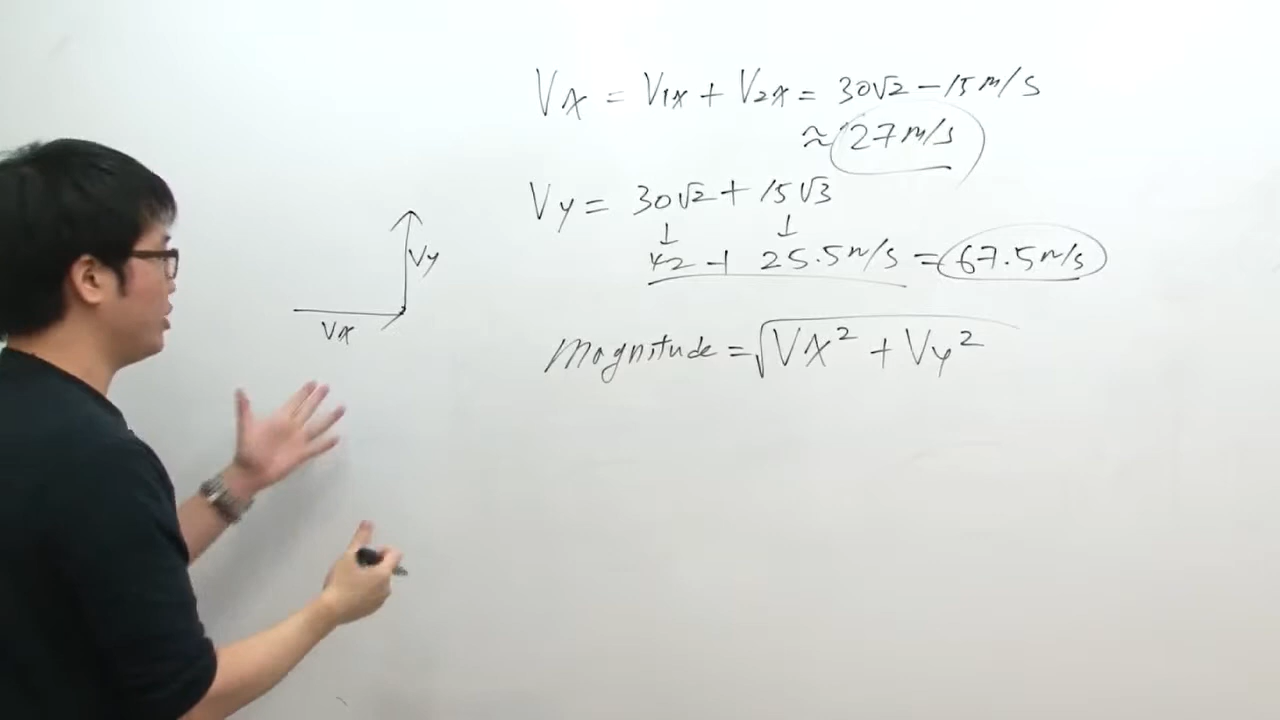 Vx = V1x + V2x = 30√2 - 15 m/s
≈ 27 m/s
Vy = 30√2 + 15√3
↓ ↓
42 + 25.5 m/s = 67.5 m/s
Magnitude = √Vx² + Vy²
Vy
Vx